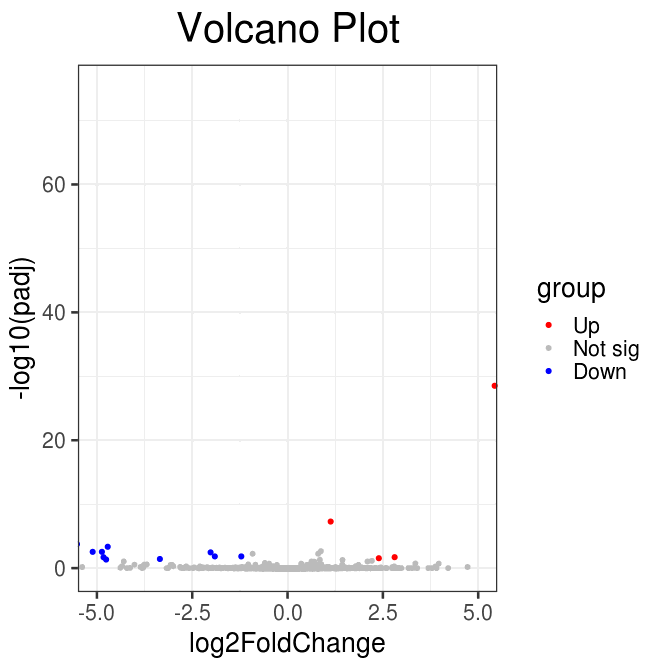 Volcano Plot
60
40
20
0
-log10(padj)
-5.0 -2.5 0.0 2.5 5.0
log2FoldChange
group
Up
Not sig
Down